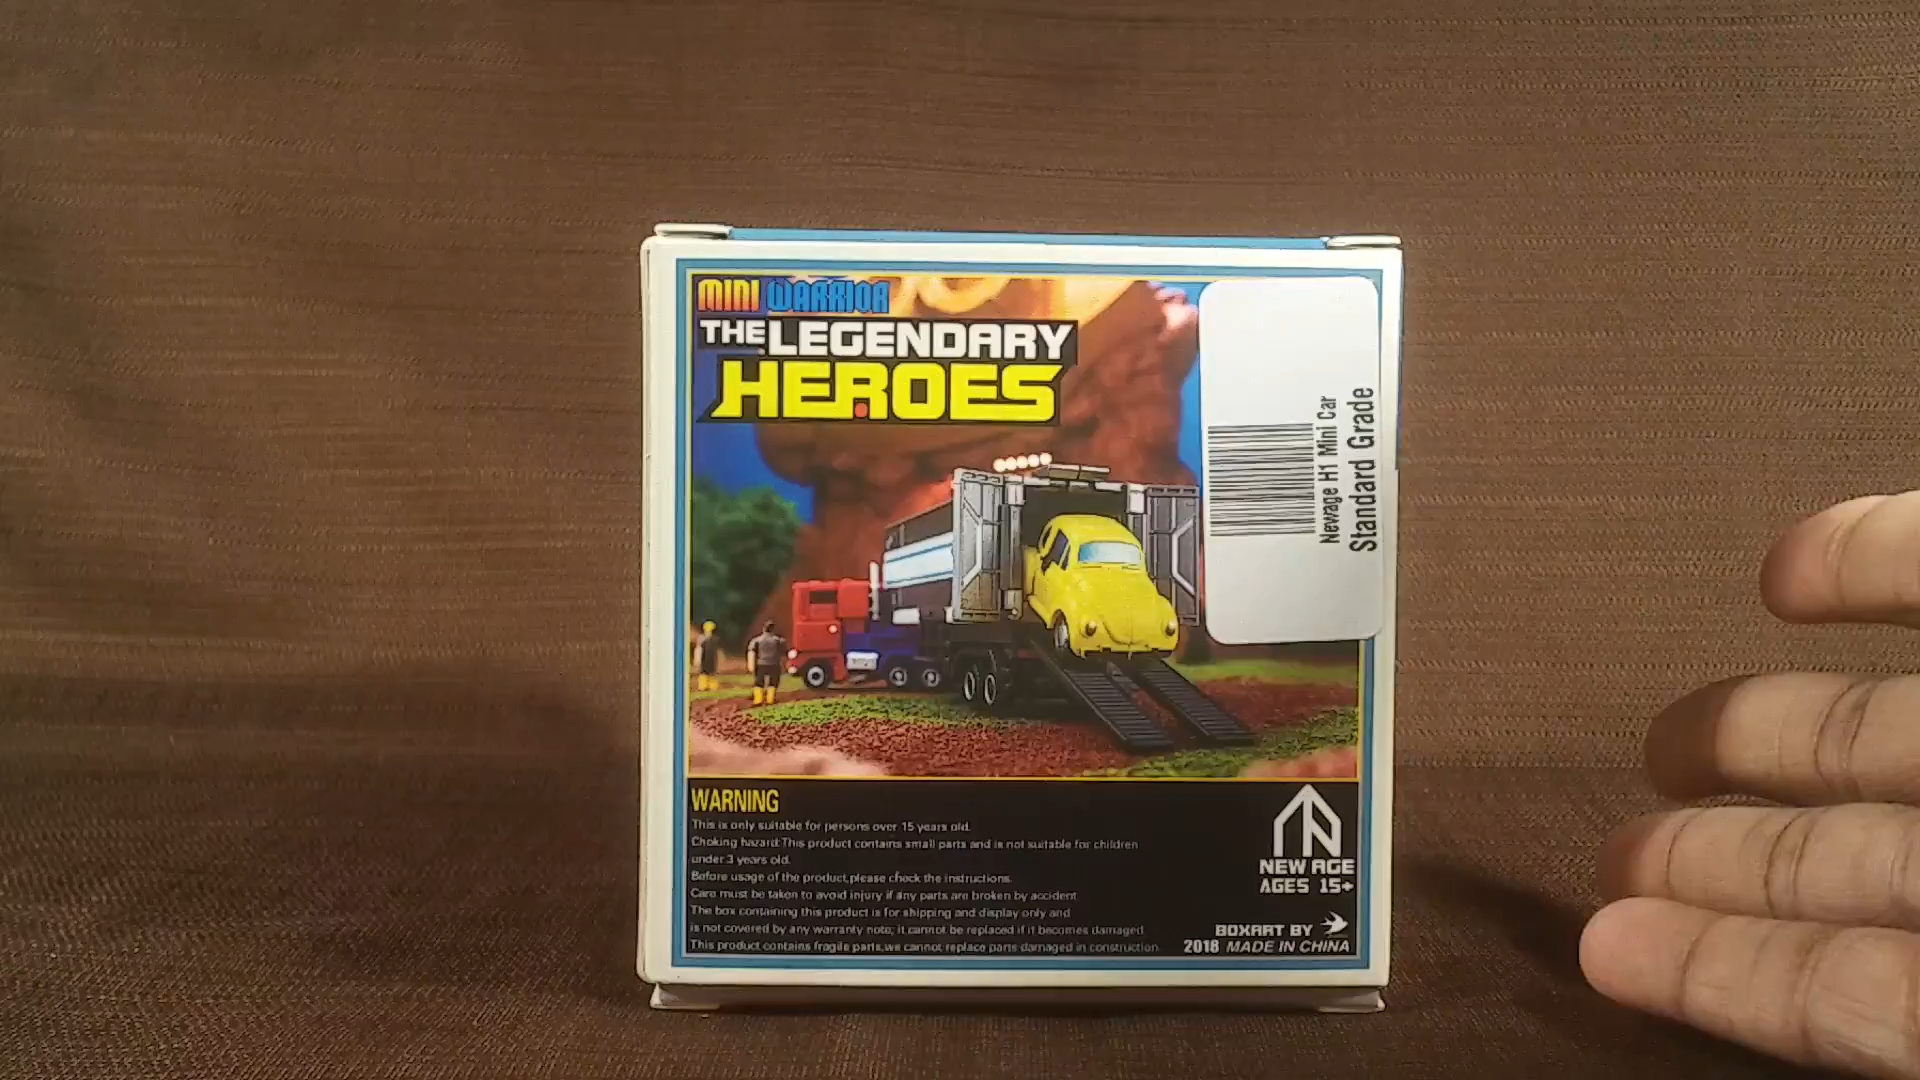 MINI WARRIOR
THE LEGENDARY
HEROES
Newage H1 Mini Car
Standard Grade
WARNING
This is only suitable for persons over 15 years old.
Choking hazard:This product contains small parts and is not suitable for children
under 3 years old.
Before usage of the product,please check the instructions.
Care must be taken to avoid injury if any parts are broken by accident
The box containing this product is for shipping and display only and
is not covered by any warranty note; it cannot be replaced if it becomes damaged
This product contains fragile parts,we cannot replace parts damaged in construction.
NEW AGE
AGES 15+
BOXART BY
2018 MADE IN CHINA